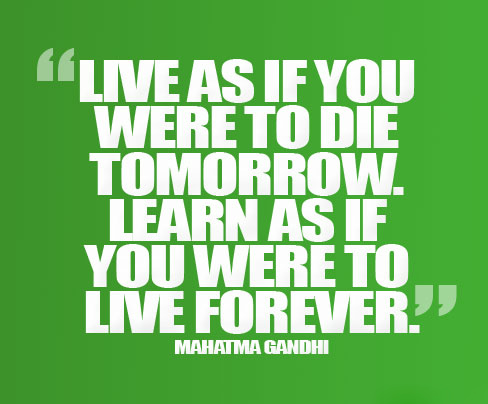 “LIVE AS IF YOU
WERE TO DIE
TOMORROW.
LEARN AS IF
YOU WERE TO
LIVE FOREVER.”
MAHATMA GANDHI